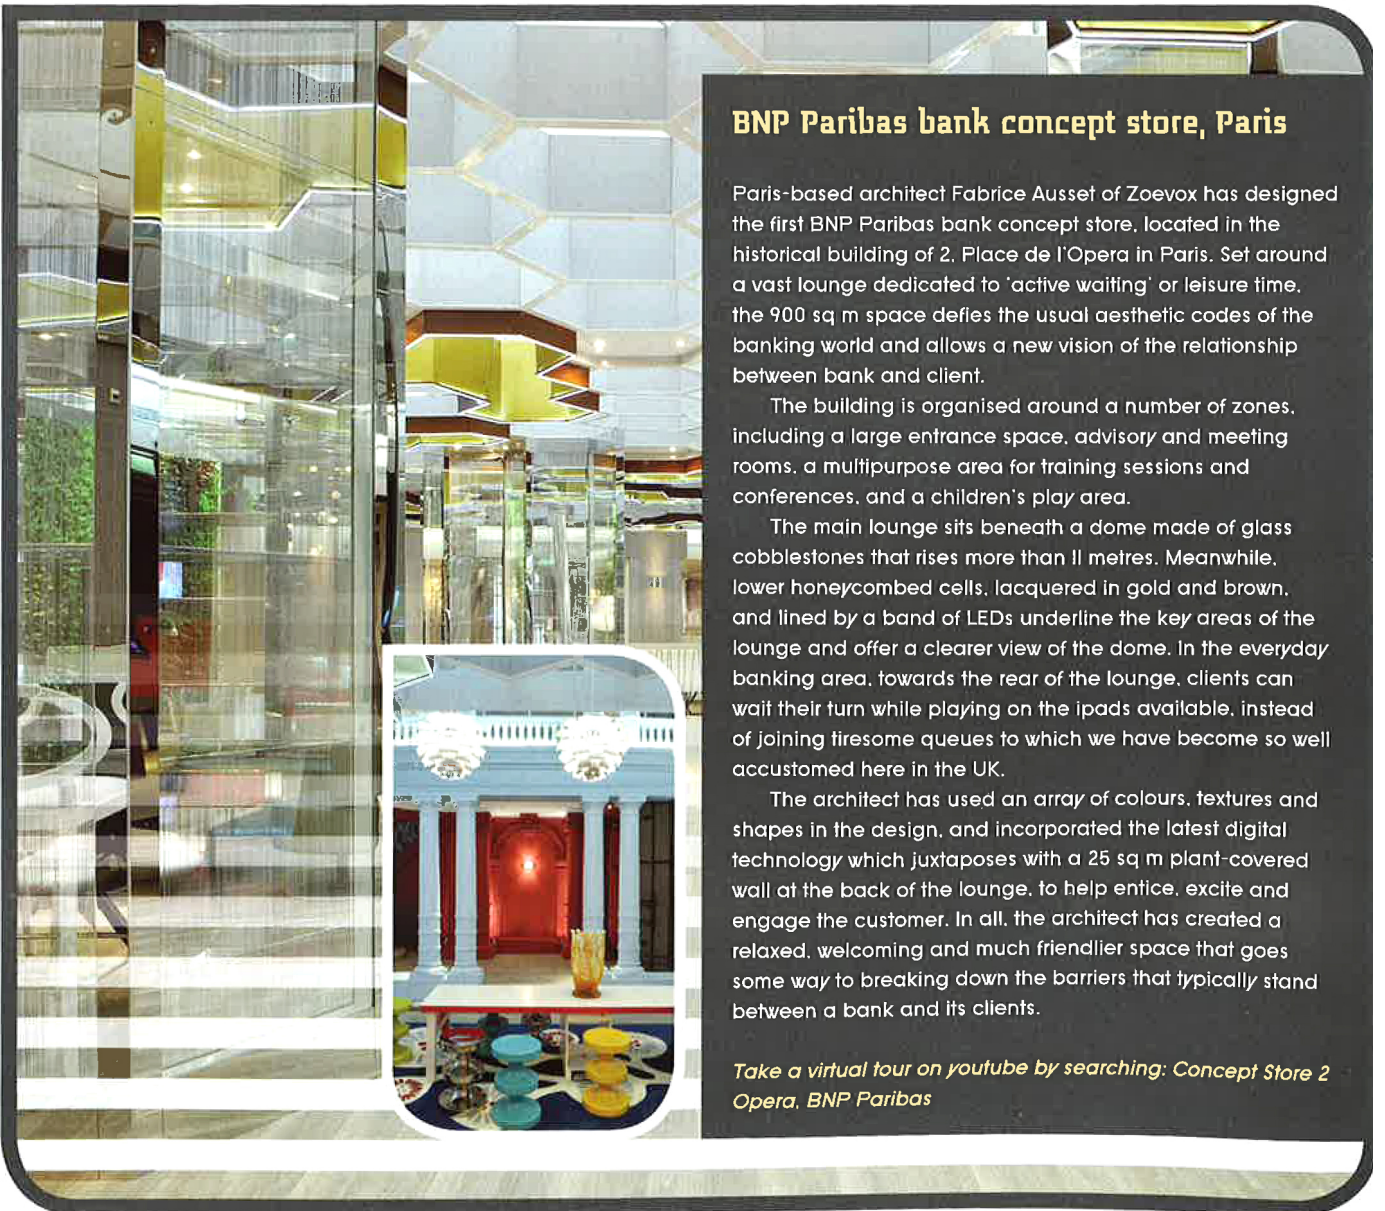 BNP Paribas bank concept store, Paris
Paris-based architect Fabrice Ausset of Zoevox has designed
the first BNP Paribas bank concept store, located in the
historical building of 2, Place de l'Opera in Paris. Set around
a vast lounge dedicated to 'active waiting' or leisure time,
the 900 sq m space defies the usual aesthetic codes of the
banking world and allows a new vision of the relationship
between bank and client.
The building is organised around a number of zones,
including a large entrance space, advisory and meeting
rooms, a multipurpose area for training sessions and
conferences, and a children's play area.
The main lounge sits beneath a dome made of glass
cobblestones that rises more than 11 metres. Meanwhile,
lower honeycombed cells, lacquered in gold and brown,
and lined by a band of LEDs underline the key areas of the
lounge and offer a clearer view of the dome. In the everyday
banking area, towards the rear of the lounge, clients can
wait their turn while playing on the ipads available, instead
of joining tiresome queues to which we have become so well
accustomed here in the UK.
The architect has used an array of colours, textures and
shapes in the design, and incorporated the latest digital
technology which juxtaposes with a 25 sq m plant-covered
wall at the back of the lounge, to help entice, excite and
engage the customer. In all, the architect has created a
relaxed, welcoming and much friendlier space that goes
some way to breaking down the barriers that typically stand
between a bank and its clients.
Take a virtual tour on youtube by searching: Concept Store 2
Opera, BNP Paribas